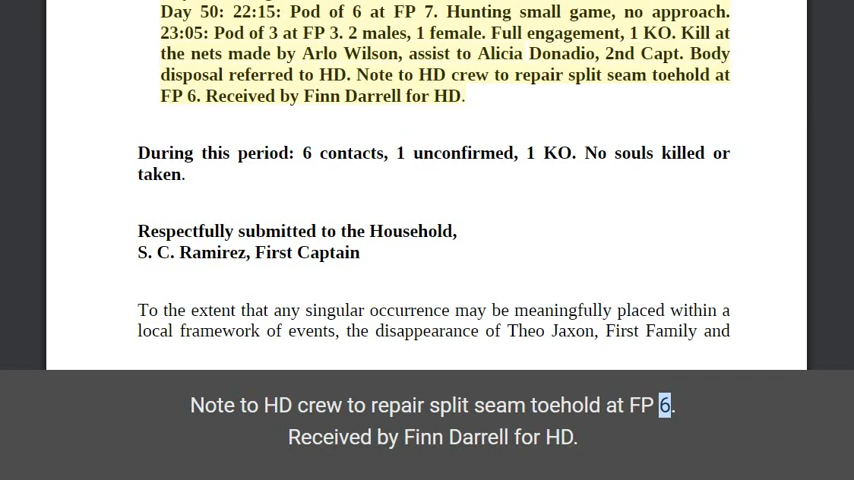 Day 50: 22:15: Pod of 6 at FP 7. Hunting small game, no approach.
23:05: Pod of 3 at FP 3. 2 males, 1 female. Full engagement, 1 KO. Kill at
the nets made by Arlo Wilson, assist to Alicia Donadio, 2nd Capt. Body
disposal referred to HD. Note to HD crew to repair split seam toehold at
FP 6. Received by Finn Darrell for HD.
During this period: 6 contacts, 1 unconfirmed, 1 KO. No souls killed or
taken.
Respectfully submitted to the Household,
S. C. Ramirez, First Captain
To the extent that any singular occurrence may be meaningfully placed within a
local framework of events, the disappearance of Theo Jaxon, First Family and
Note to HD crew to repair split seam toehold at FP 6.
Received by Finn Darrell for HD.